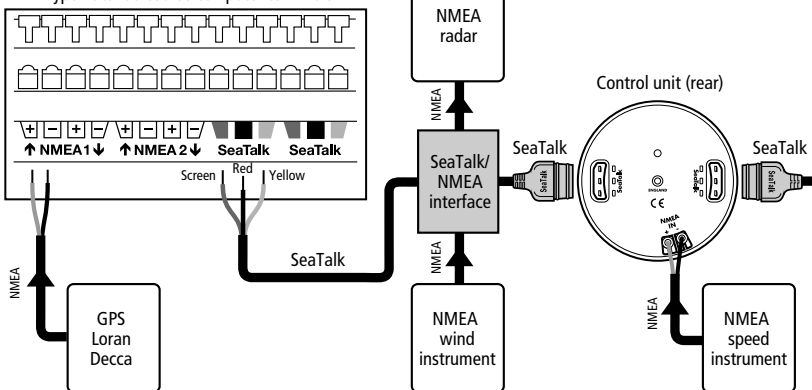 NMEA
radar
Control unit (rear)
NMEA
+ − + − + − + −
↑ NMEA 1 ↓ ↑ NMEA 2 ↓ SeaTalk SeaTalk
Screen Red Yellow
SeaTalk/
NMEA
interface
SeaTalk
SeaTalk
SeaTalk
SeaTalk
SeaTalk
SeaTalk
ENGLAND
CE
NMEA
IN
+ -
SeaTalk
NMEA
NMEA
NMEA
GPS
Loran
Decca
NMEA
wind
instrument
NMEA
speed
instrument